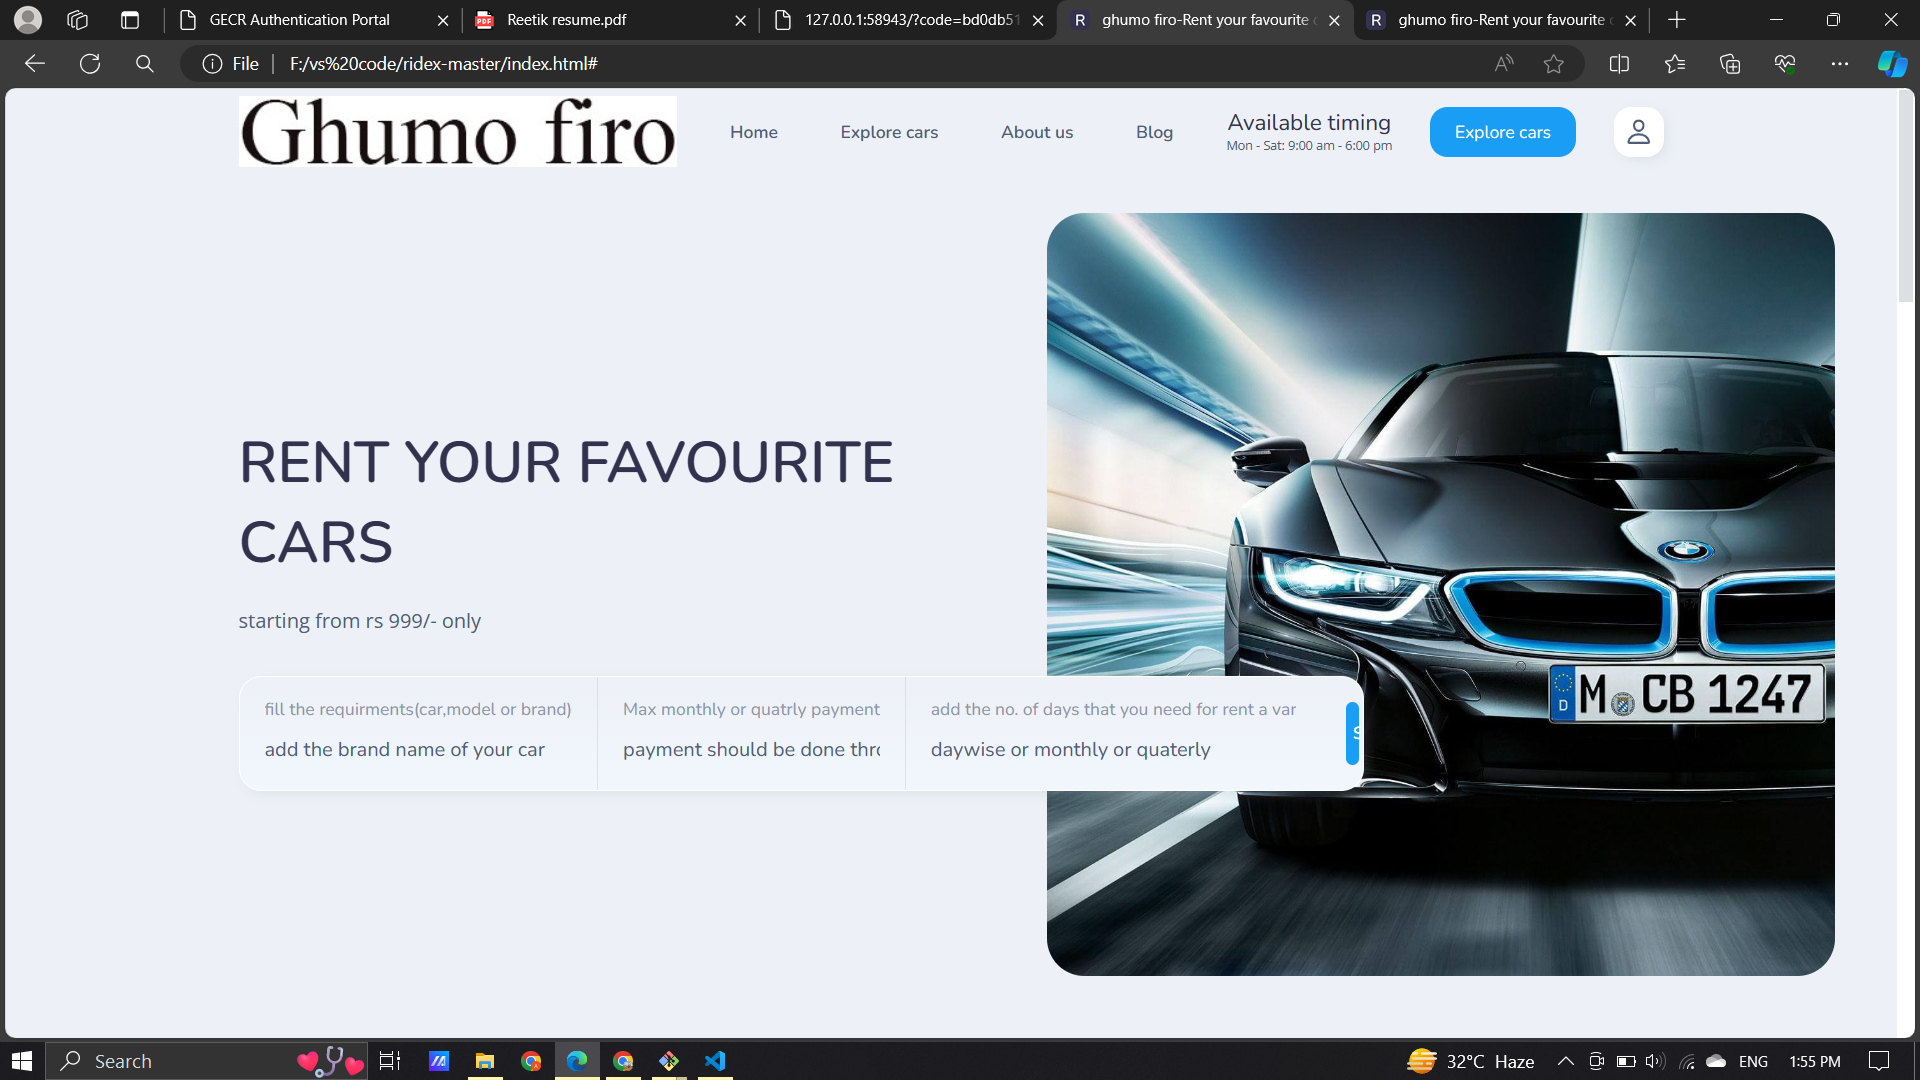 GECR Authentication Portal
Reetik resume.pdf
127.0.0.1:58943/?code=bd0db51
R ghumo firo-Rent your favourite
R ghumo firo-Rent your favourite
File F:/vs%20code/ridex-master/index.html#
Ghumo firo
Home
Explore cars
About us
Blog
Available timing
Mon - Sat: 9:00 am - 6:00 pm
Explore cars
RENT YOUR FAVOURITE
CARS
starting from rs 999/- only
fill the requirments(car,model or brand)
add the brand name of your car
Max monthly or quatrly payment
payment should be done thro
add the no. of days that you need for rent a var
daywise or monthly or quaterly
S
D M CB 1247
Search
32°C Haze
ENG
1:55 PM